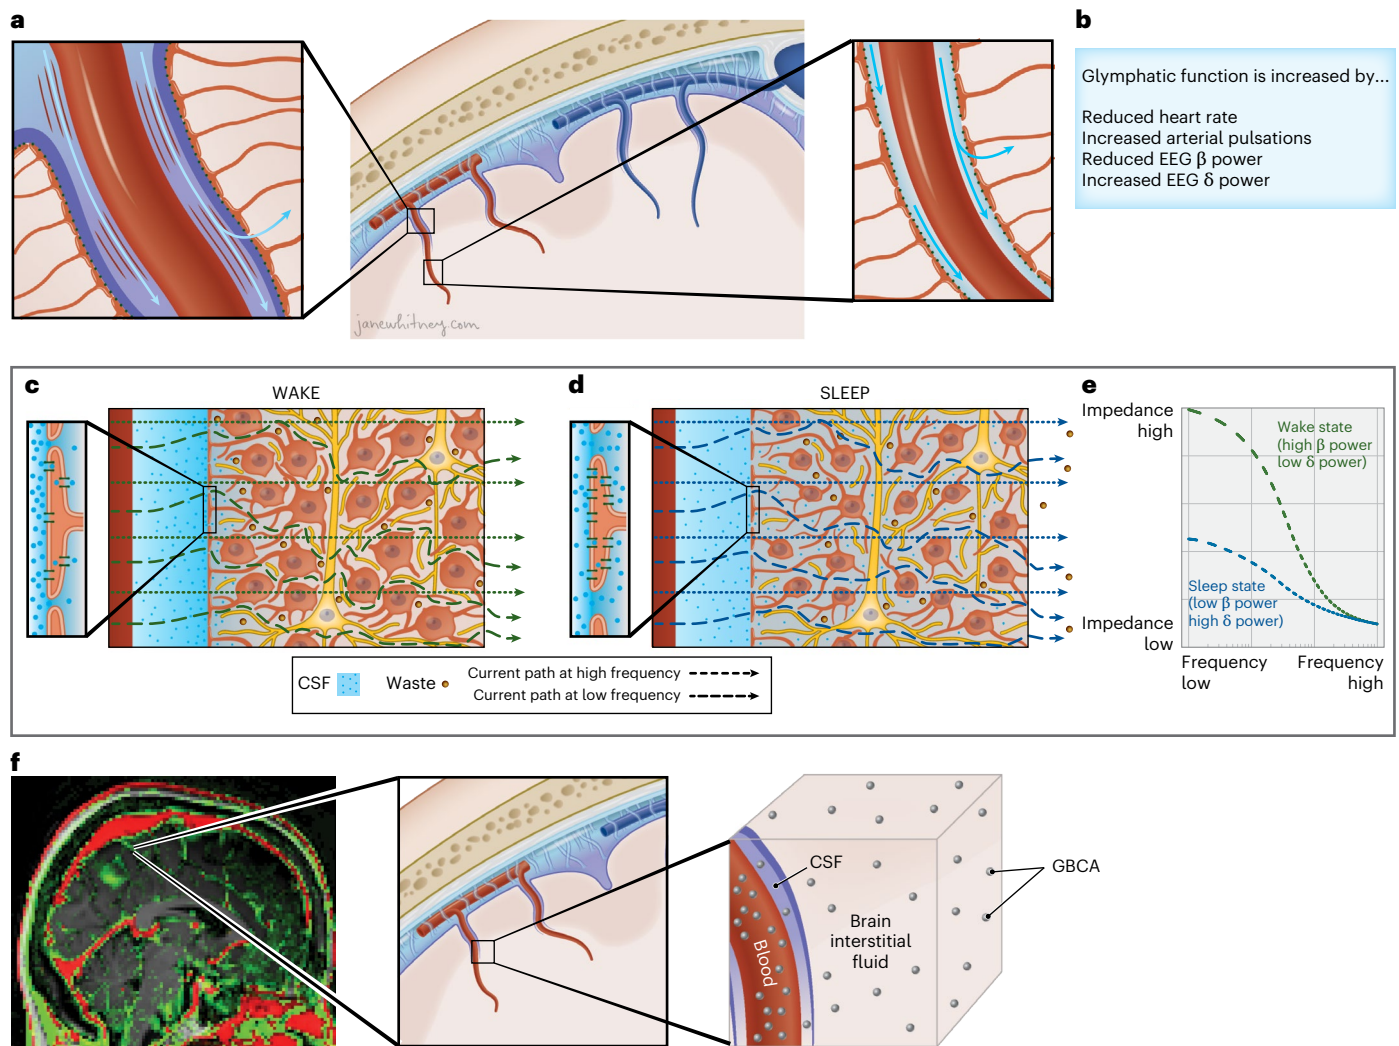 a
b
Glymphatic function is increased by...
Reduced heart rate
Increased arterial pulsations
Reduced EEG β power
Increased EEG δ power
janewhitney.com
c
WAKE
d
SLEEP
e
Impedance
high
Wake state
(high β power
low δ power)
Sleep state
(low β power
high δ power)
Impedance
low
Frequency
low
Frequency
high
CSF
Waste
Current path at high frequency
Current path at low frequency
f
CSF
GBCA
Brain
interstitial
fluid
Blood